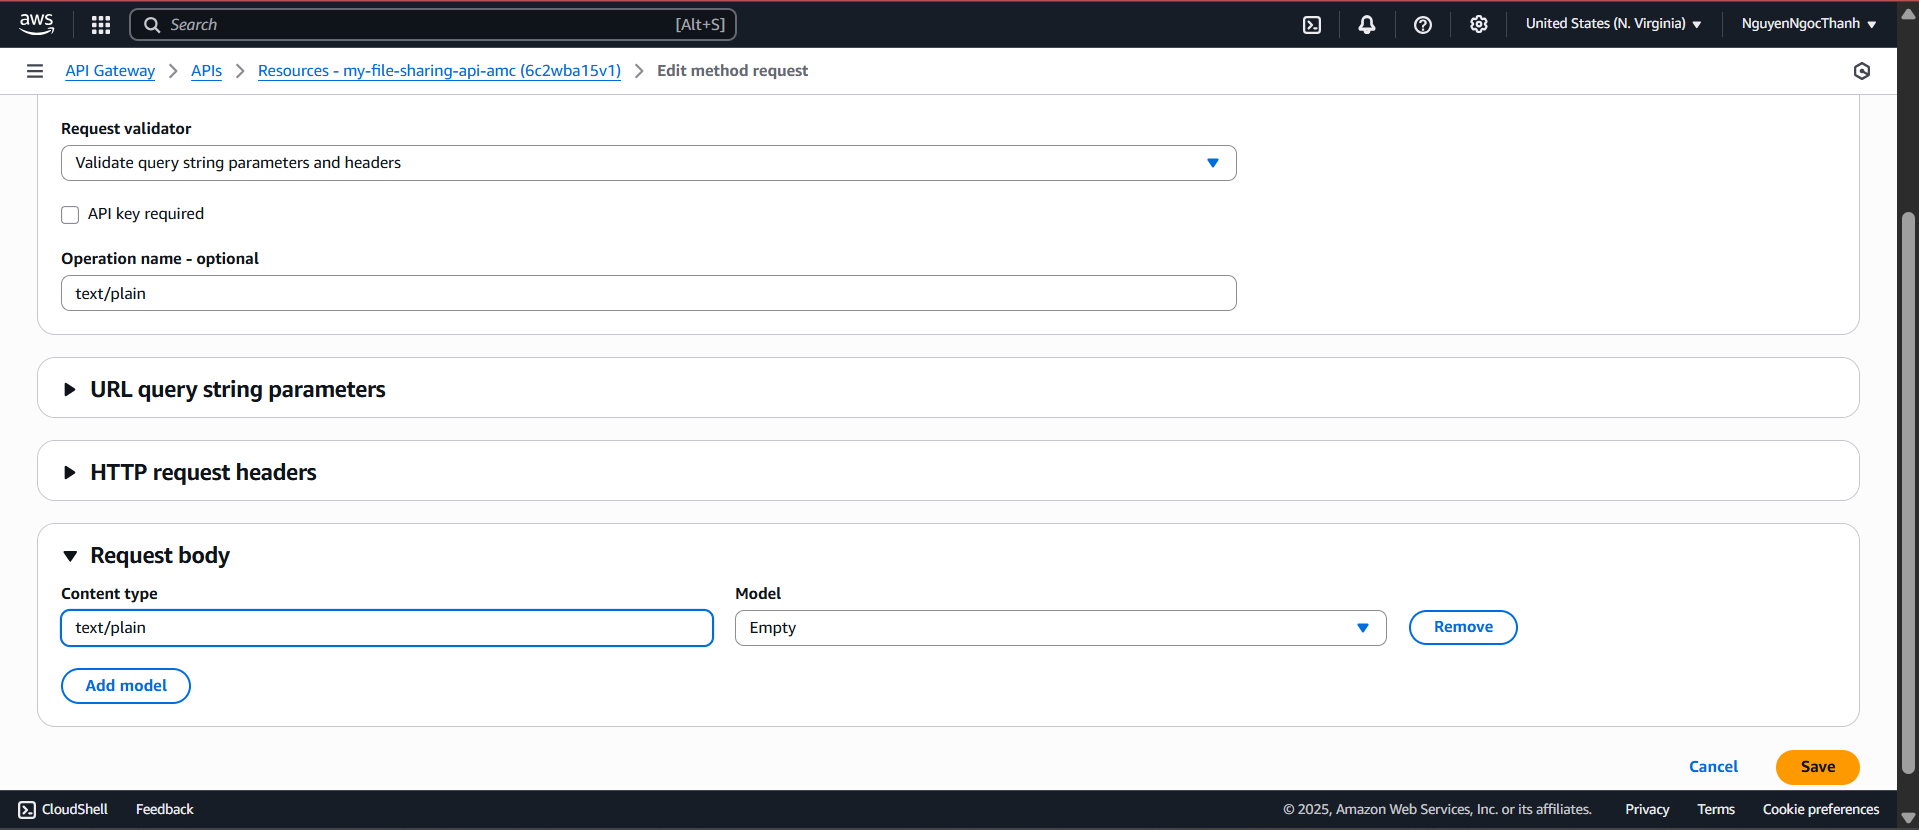 aws Search [Alt+S] United States (N. Virginia) NguyenNgocThanh
API Gateway APIs Resources - my-file-sharing-api-amc (6c2wba15v1) Edit method request
Request validator
Validate query string parameters and headers
API key required
Operation name - optional
text/plain
URL query string parameters
HTTP request headers
Request body
Content type Model
text/plain Empty Remove
Add model
Cancel Save
CloudShell Feedback © 2025, Amazon Web Services, Inc. or its affiliates. Privacy Terms Cookie preferences